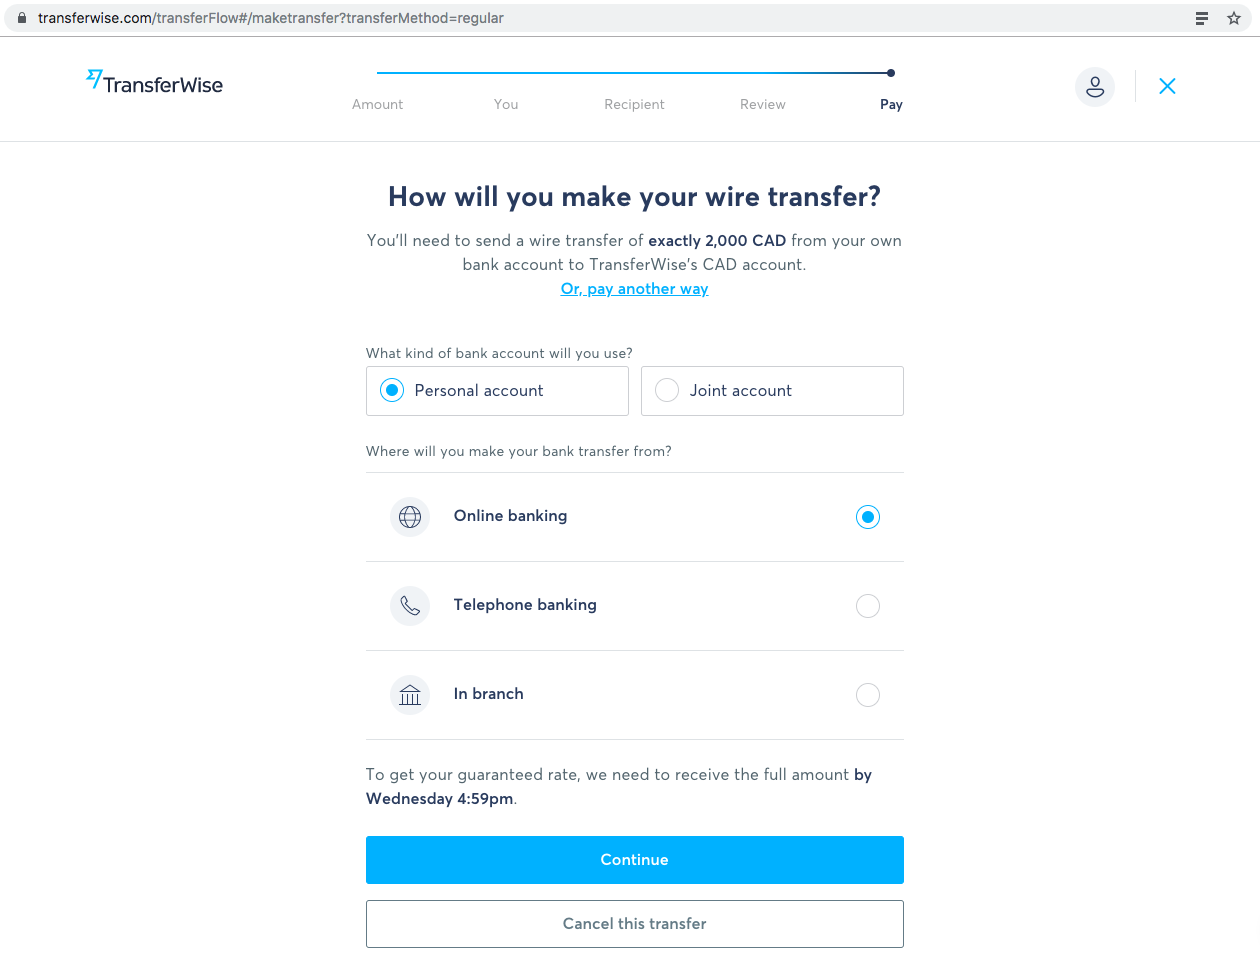 transferwise.com/transferFlow#/maketransfer?transferMethod=regular
TransferWise
Amount
You
Recipient
Review
Pay
How will you make your wire transfer?
You'll need to send a wire transfer of exactly 2,000 CAD from your own
bank account to TransferWise's CAD account.
Or, pay another way
What kind of bank account will you use?
Personal account
Joint account
Where will you make your bank transfer from?
Online banking
Telephone banking
In branch
To get your guaranteed rate, we need to receive the full amount by
Wednesday 4:59pm.
Continue
Cancel this transfer